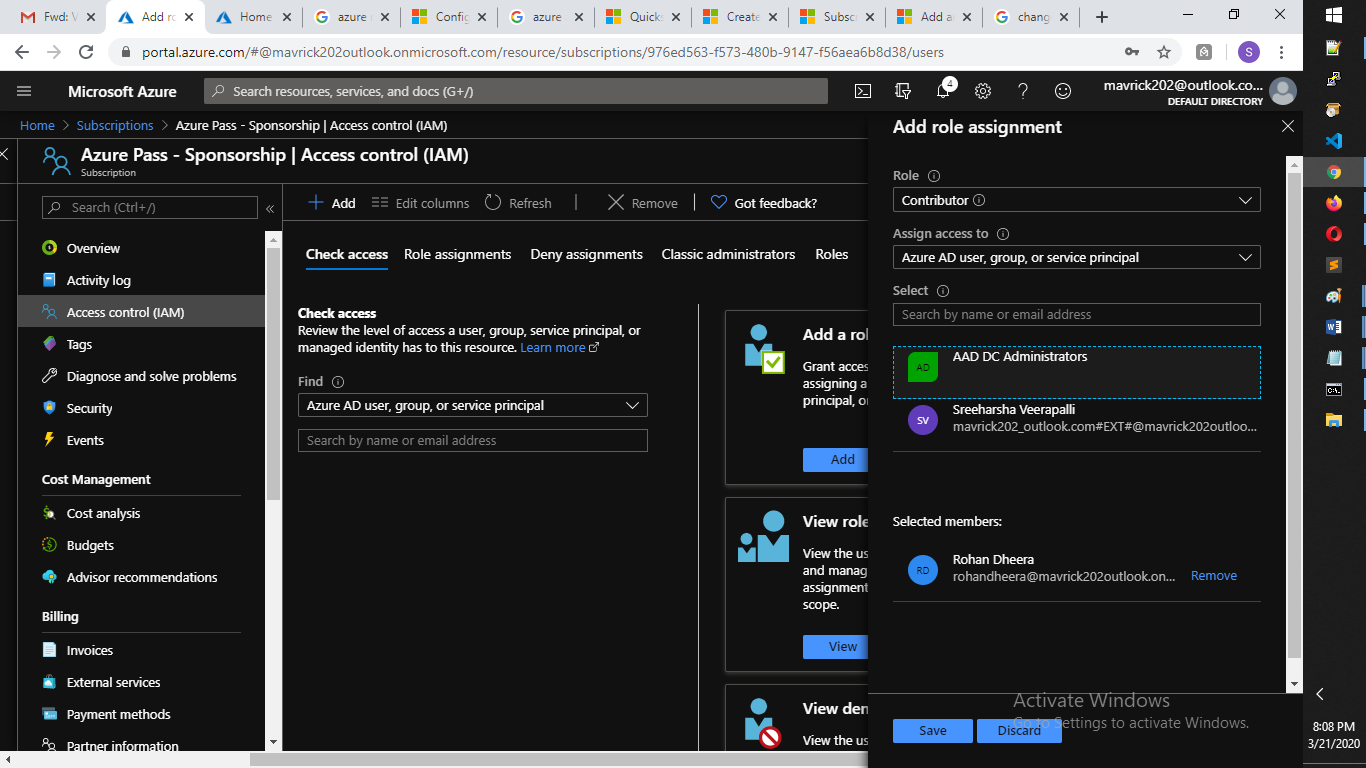 Fwd: V
Add ro
Home
azure
Config
azure
Quicks
Create
Subsc
Add a
chang
portal.azure.com/#@mavrick202outlook.onmicrosoft.com/resource/subscriptions/976ed563-f573-480b-9147-f56aea6b8d38/users
S
Microsoft Azure
Search resources, services, and docs (G+/)
4
mavrick202@outlook.co...
DEFAULT DIRECTORY
Home > Subscriptions > Azure Pass - Sponsorship | Access control (IAM)
Azure Pass - Sponsorship | Access control (IAM)
Subscription
Search (Ctrl+/)
«
Overview
Activity log
Access control (IAM)
Tags
Diagnose and solve problems
Security
Events
Cost Management
Cost analysis
Budgets
Advisor recommendations
Billing
Invoices
External services
Payment methods
Partner information
Add
Edit columns
Refresh
Remove
Got feedback?
Check access
Role assignments
Deny assignments
Classic administrators
Roles
Check access
Review the level of access a user, group, service principal, or
managed identity has to this resource. Learn more
Find
Azure AD user, group, or service principal
Search by name or email address
Add a rol
Grant acces
assigning a
principal, o
Add
View role
View the us
and manag
assignment
scope.
View
View den
View the us
Add role assignment
Role
Contributor
Assign access to
Azure AD user, group, or service principal
Select
Search by name or email address
AD
AAD DC Administrators
SV
Sreeharsha Veerapalli
mavrick202_outlook.com#EXT#@mavrick202outloo...
Selected members:
RD
Rohan Dheera
rohandheera@mavrick202outlook.on...
Remove
Save
Discard
Activate Windows
Go to Settings to activate Windows.
8:08 PM
3/21/2020